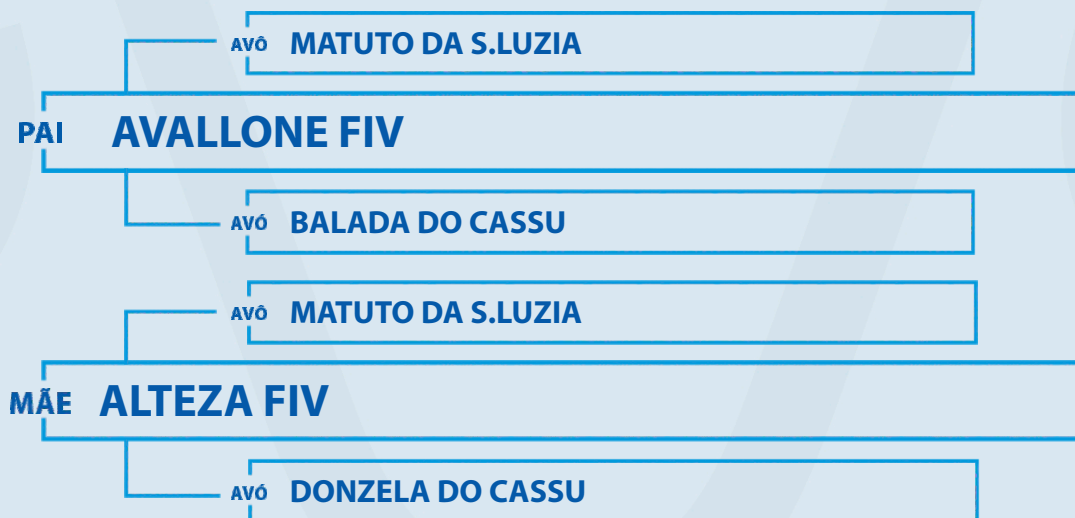 AVÔ MATUTO DA S.LUZIA
PAI AVALLONE FIV
AVÓ BALADA DO CASSU
AVÔ MATUTO DA S.LUZIA
MÃE ALTEZA FIV
AVÓ DONZELA DO CASSU